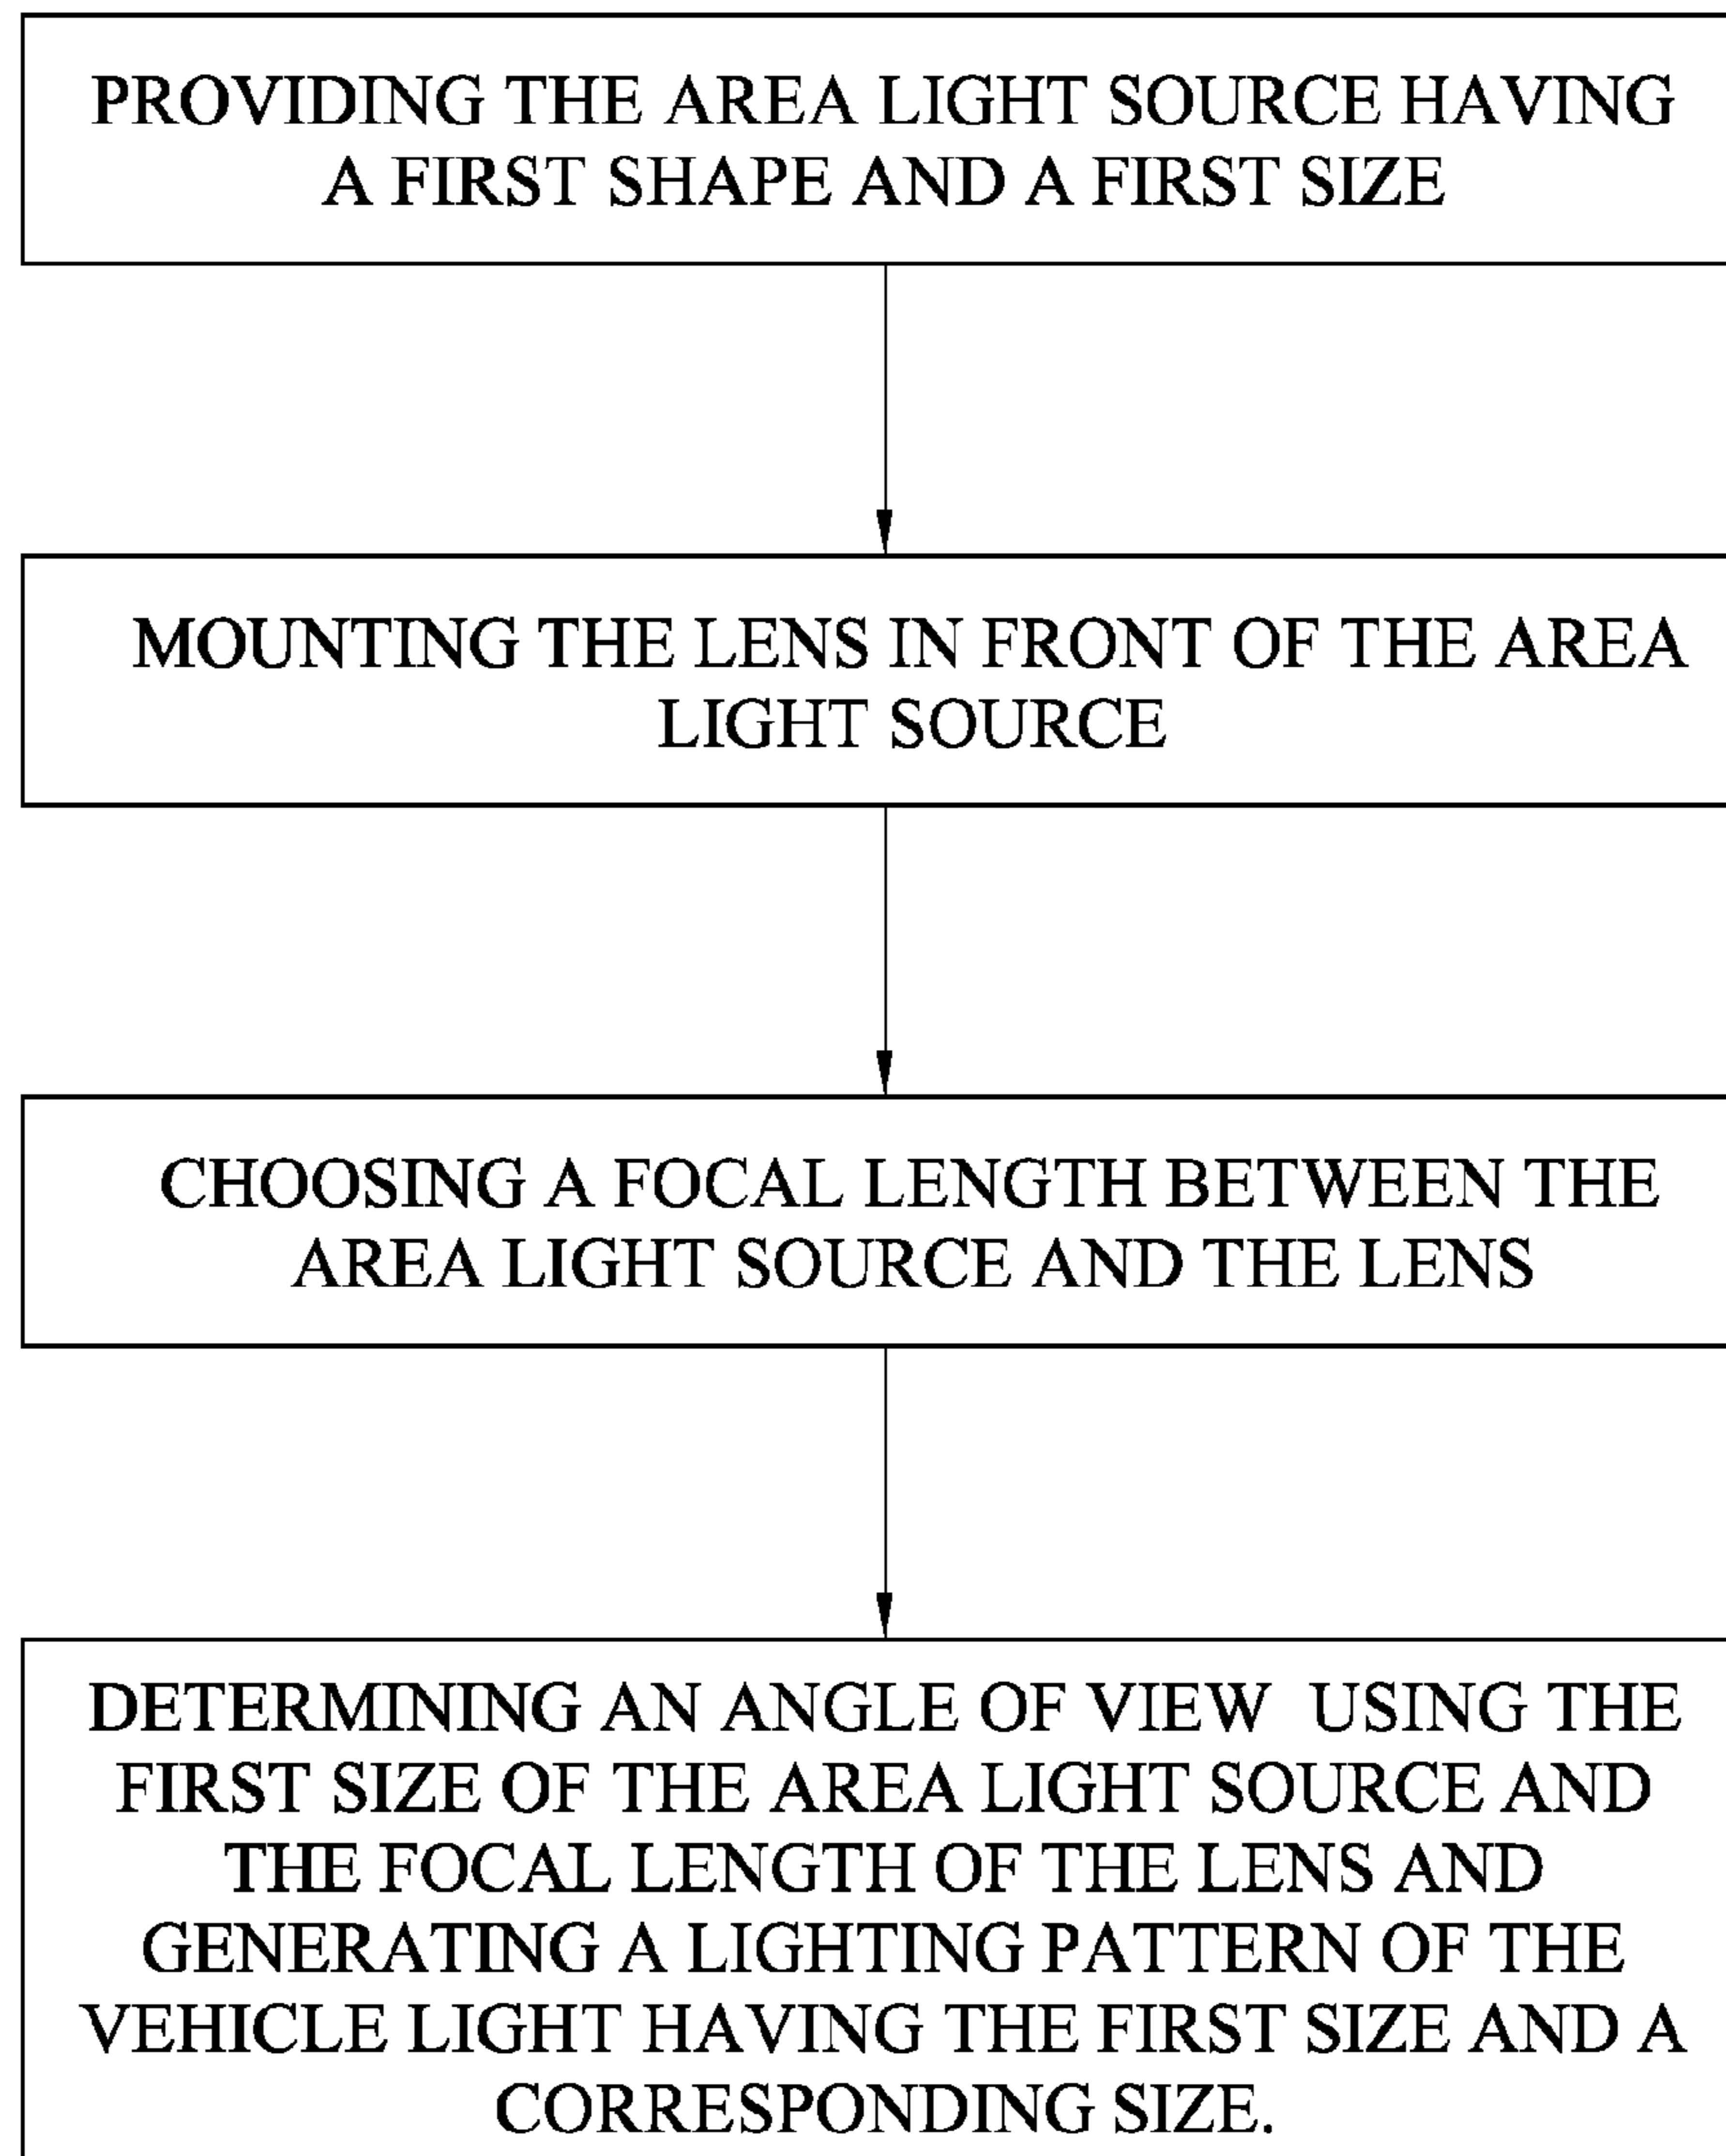 PROVIDING THE AREA LIGHT SOURCE HAVING
A FIRST SHAPE AND A FIRST SIZE
MOUNTING THE LENS IN FRONT OF THE AREA
LIGHT SOURCE
CHOOSING A FOCAL LENGTH BETWEEN THE
AREA LIGHT SOURCE AND THE LENS
DETERMINING AN ANGLE OF VIEW USING THE
FIRST SIZE OF THE AREA LIGHT SOURCE AND
THE FOCAL LENGTH OF THE LENS AND
GENERATING A LIGHTING PATTERN OF THE
VEHICLE LIGHT HAVING THE FIRST SIZE AND A
CORRESPONDING SIZE.